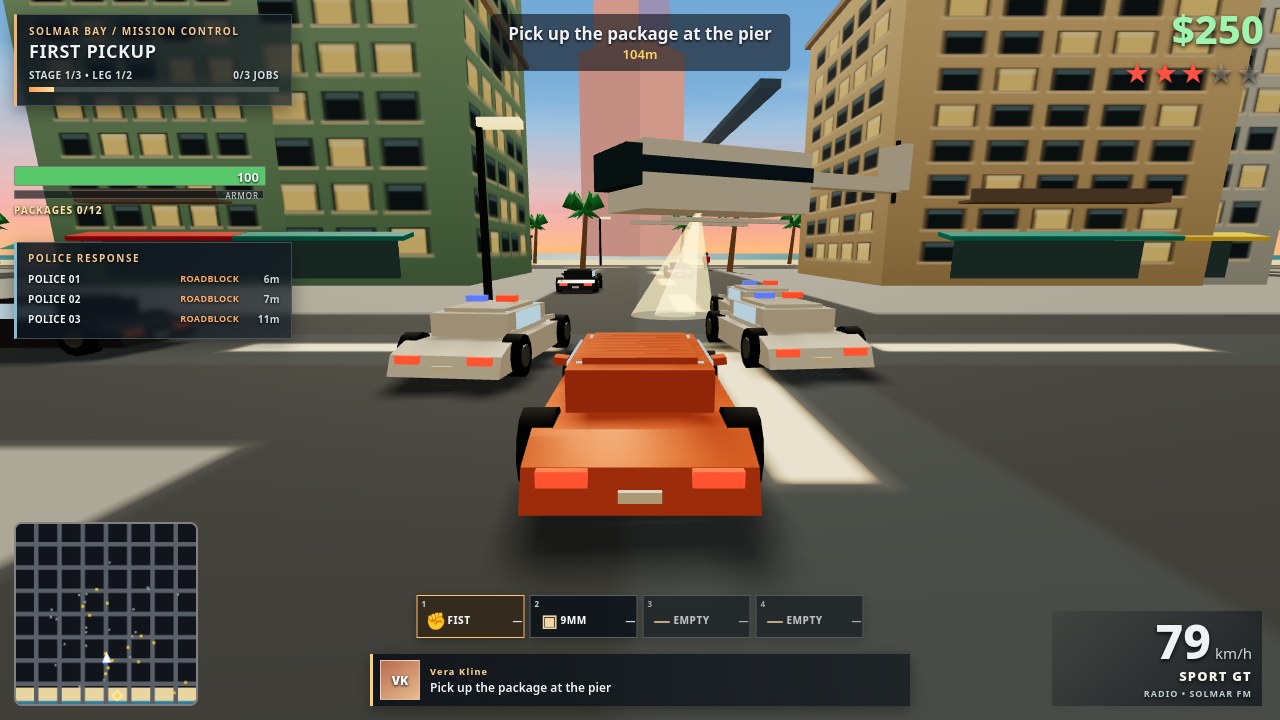 SOLMAR BAY / MISSION CONTROL
FIRST PICKUP
STAGE 1/3 • LEG 1/2 0/3 JOBS
Pick up the package at the pier
104m
$250
100
ARMOR
PACKAGES 0/12
POLICE RESPONSE
POLICE 01 ROADBLOCK 6m
POLICE 02 ROADBLOCK 7m
POLICE 03 ROADBLOCK 11m
1 FIST —
2 9MM —
3 — EMPTY —
4 — EMPTY —
VK
Vera Kline
Pick up the package at the pier
79 km/h
SPORT GT
RADIO • SOLMAR FM